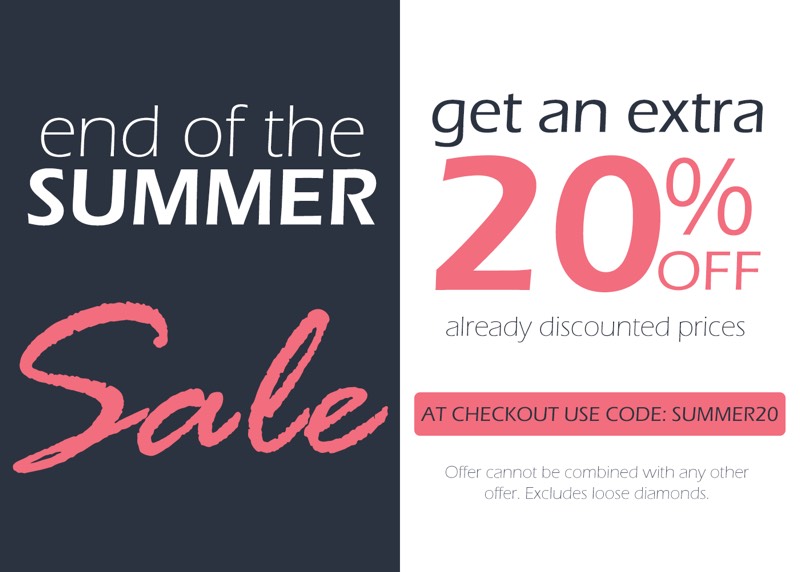 end of the
SUMMER
Sale
get an extra
20%
OFF
already discounted prices
AT CHECKOUT USE CODE: SUMMER20
Offer cannot be combined with any other
offer. Excludes loose diamonds.